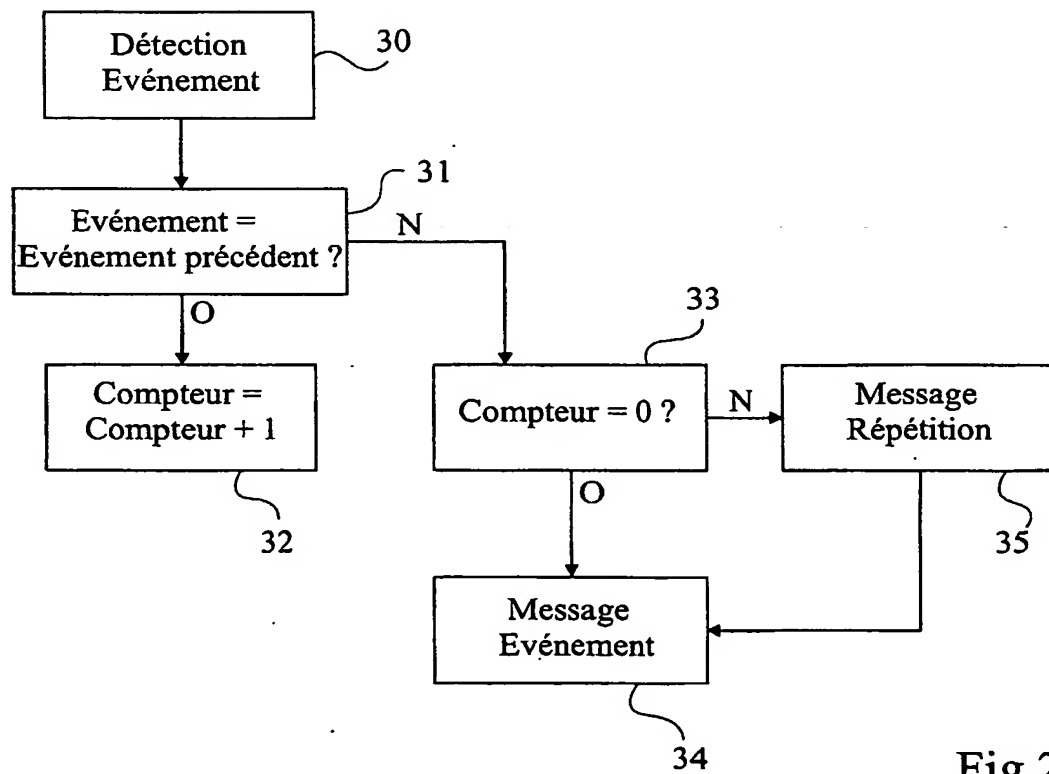 Détection
Evénement
30
31
Evénement =
Evénement précédent ?
N
O
33
Compteur =
Compteur + 1
Compteur = 0 ?
N
Message
Répétition
O
32
35
Message
Evénement
34